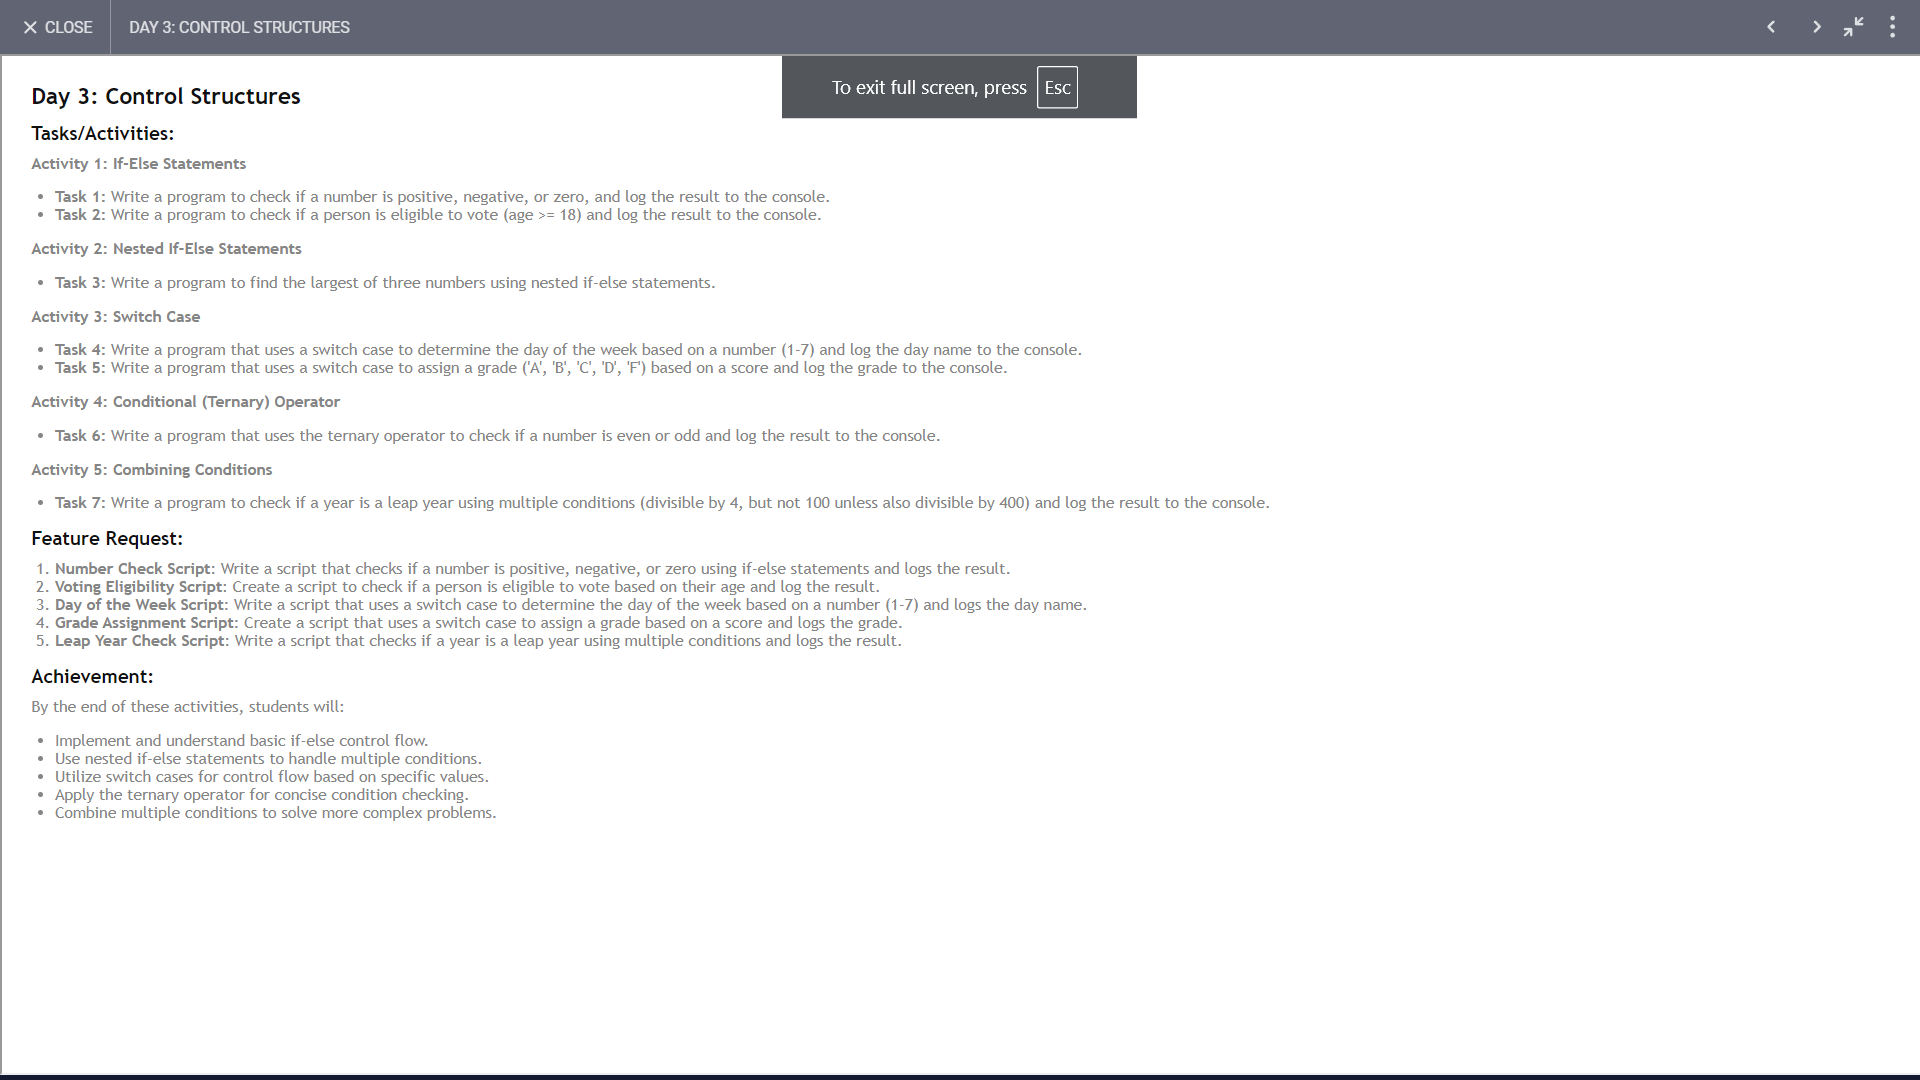 CLOSE
DAY 3: CONTROL STRUCTURES
To exit full screen, press Esc
Day 3: Control Structures
Tasks/Activities:
Activity 1: If-Else Statements
• Task 1: Write a program to check if a number is positive, negative, or zero, and log the result to the console.
• Task 2: Write a program to check if a person is eligible to vote (age >= 18) and log the result to the console.
Activity 2: Nested If-Else Statements
• Task 3: Write a program to find the largest of three numbers using nested if-else statements.
Activity 3: Switch Case
• Task 4: Write a program that uses a switch case to determine the day of the week based on a number (1-7) and log the day name to the console.
• Task 5: Write a program that uses a switch case to assign a grade ('A', 'B', 'C', 'D', 'F') based on a score and log the grade to the console.
Activity 4: Conditional (Ternary) Operator
• Task 6: Write a program that uses the ternary operator to check if a number is even or odd and log the result to the console.
Activity 5: Combining Conditions
• Task 7: Write a program to check if a year is a leap year using multiple conditions (divisible by 4, but not 100 unless also divisible by 400) and log the result to the console.
Feature Request:
1. Number Check Script: Write a script that checks if a number is positive, negative, or zero using if-else statements and logs the result.
2. Voting Eligibility Script: Create a script to check if a person is eligible to vote based on their age and log the result.
3. Day of the Week Script: Write a script that uses a switch case to determine the day of the week based on a number (1-7) and logs the day name.
4. Grade Assignment Script: Create a script that uses a switch case to assign a grade based on a score and logs the grade.
5. Leap Year Check Script: Write a script that checks if a year is a leap year using multiple conditions and logs the result.
Achievement:
By the end of these activities, students will:
• Implement and understand basic if-else control flow.
• Use nested if-else statements to handle multiple conditions.
• Utilize switch cases for control flow based on specific values.
• Apply the ternary operator for concise condition checking.
• Combine multiple conditions to solve more complex problems.